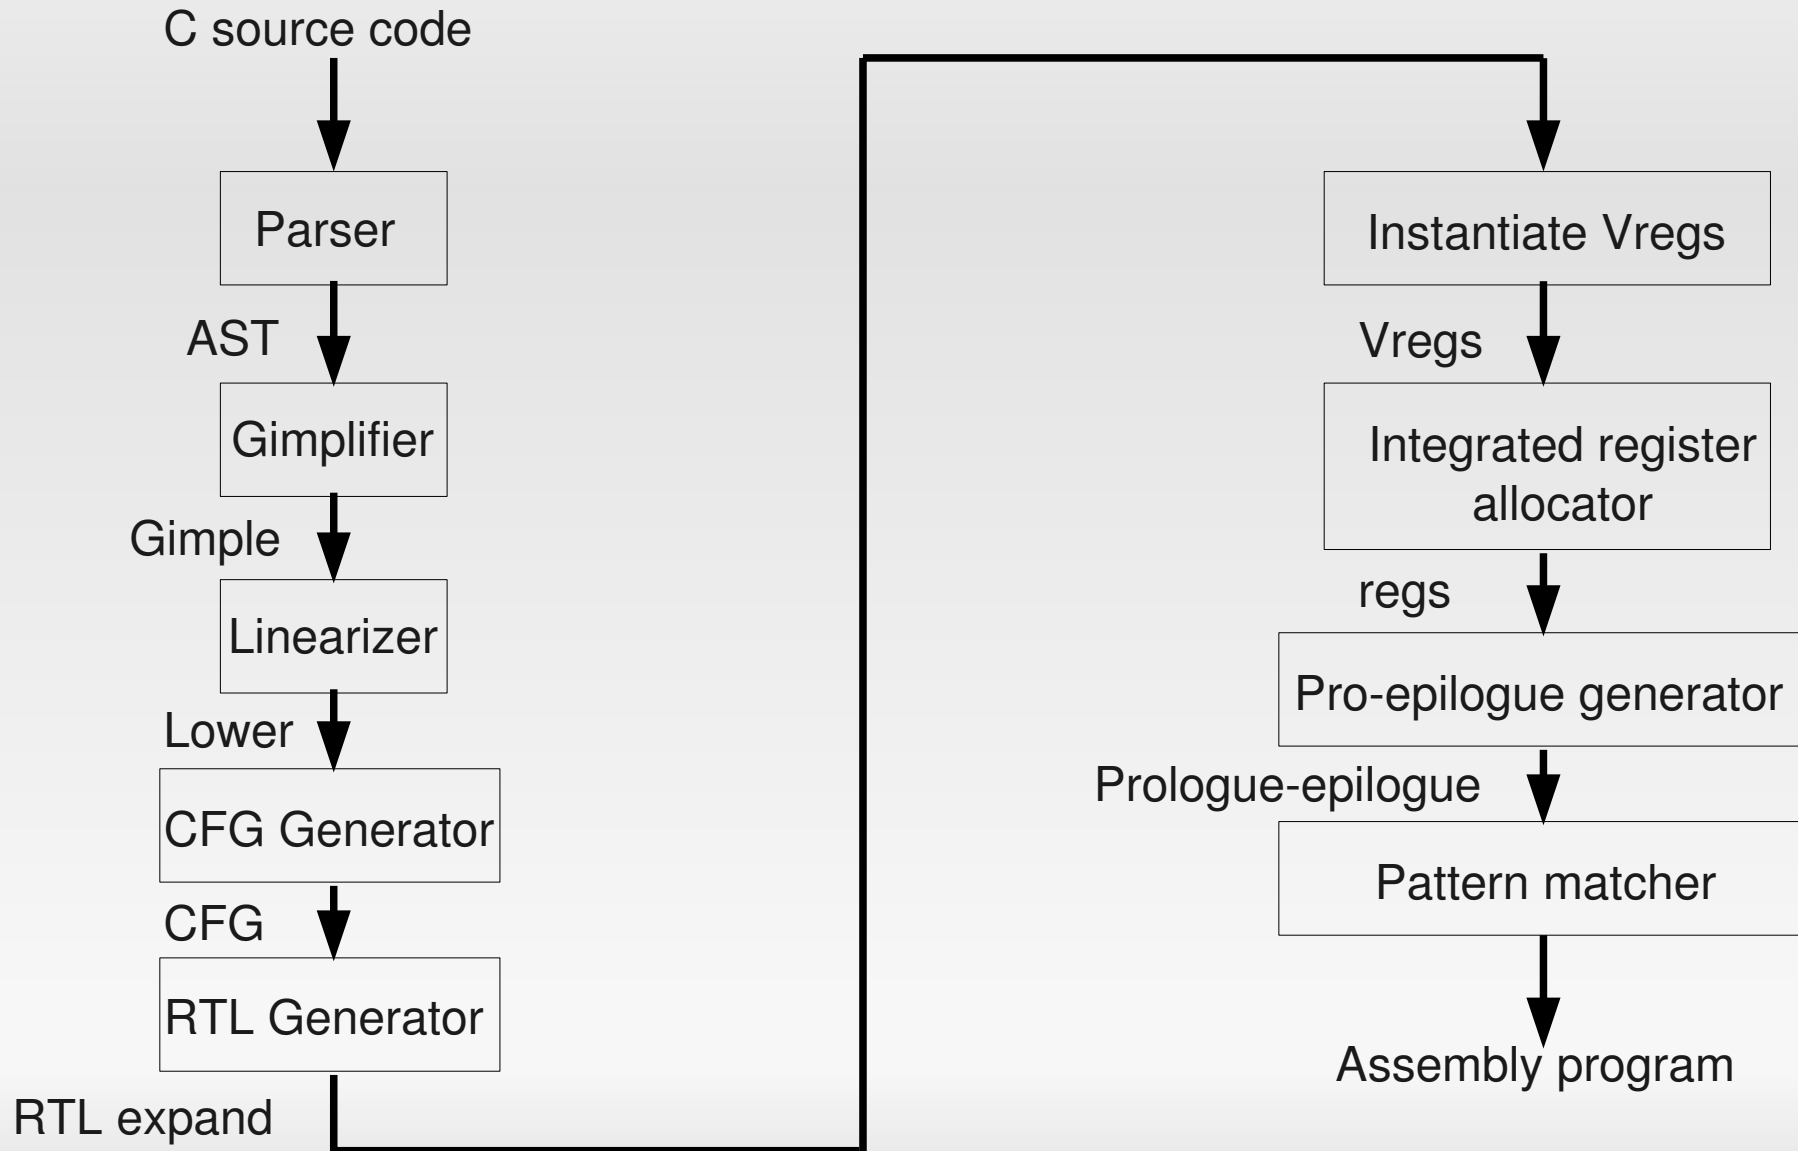 C source code
Parser
AST
Gimplifier
Gimple
Linearizer
Lower
CFG Generator
CFG
RTL Generator
RTL expand
Instantiate Vregs
Vregs
Integrated register
allocator
regs
Pro-epilogue generator
Prologue-epilogue
Pattern matcher
Assembly program